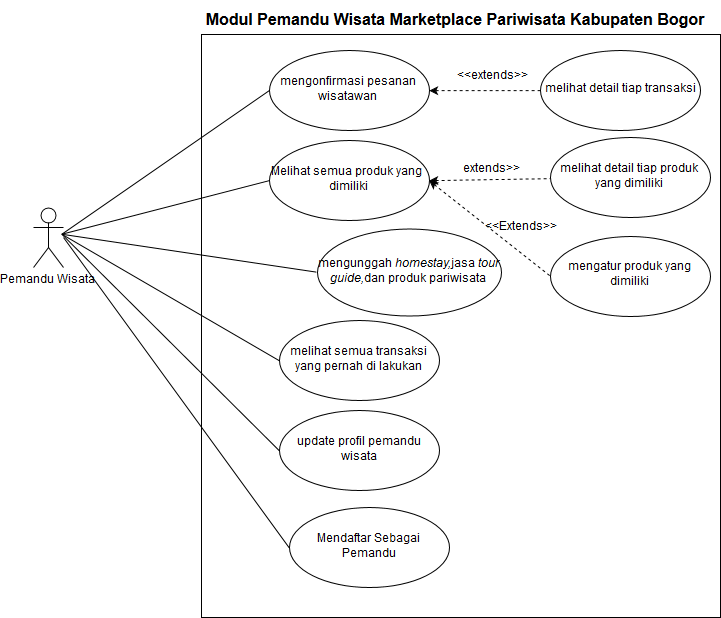 Modul Pemandu Wisata Marketplace Pariwisata Kabupaten Bogor
mengonfirmasi pesanan
wisatawan
<<extends>>
melihat detail tiap transaksi
Melihat semua produk yang
dimiliki
extends>>
melihat detail tiap produk
yang dimiliki
<<Extends>>
Pemandu Wisata
mengunggah homestay,jasa tour
guide,dan produk pariwisata
mengatur produk yang
dimiliki
melihat semua transaksi
yang pernah di lakukan
update profil pemandu
wisata
Mendaftar Sebagai
Pemandu